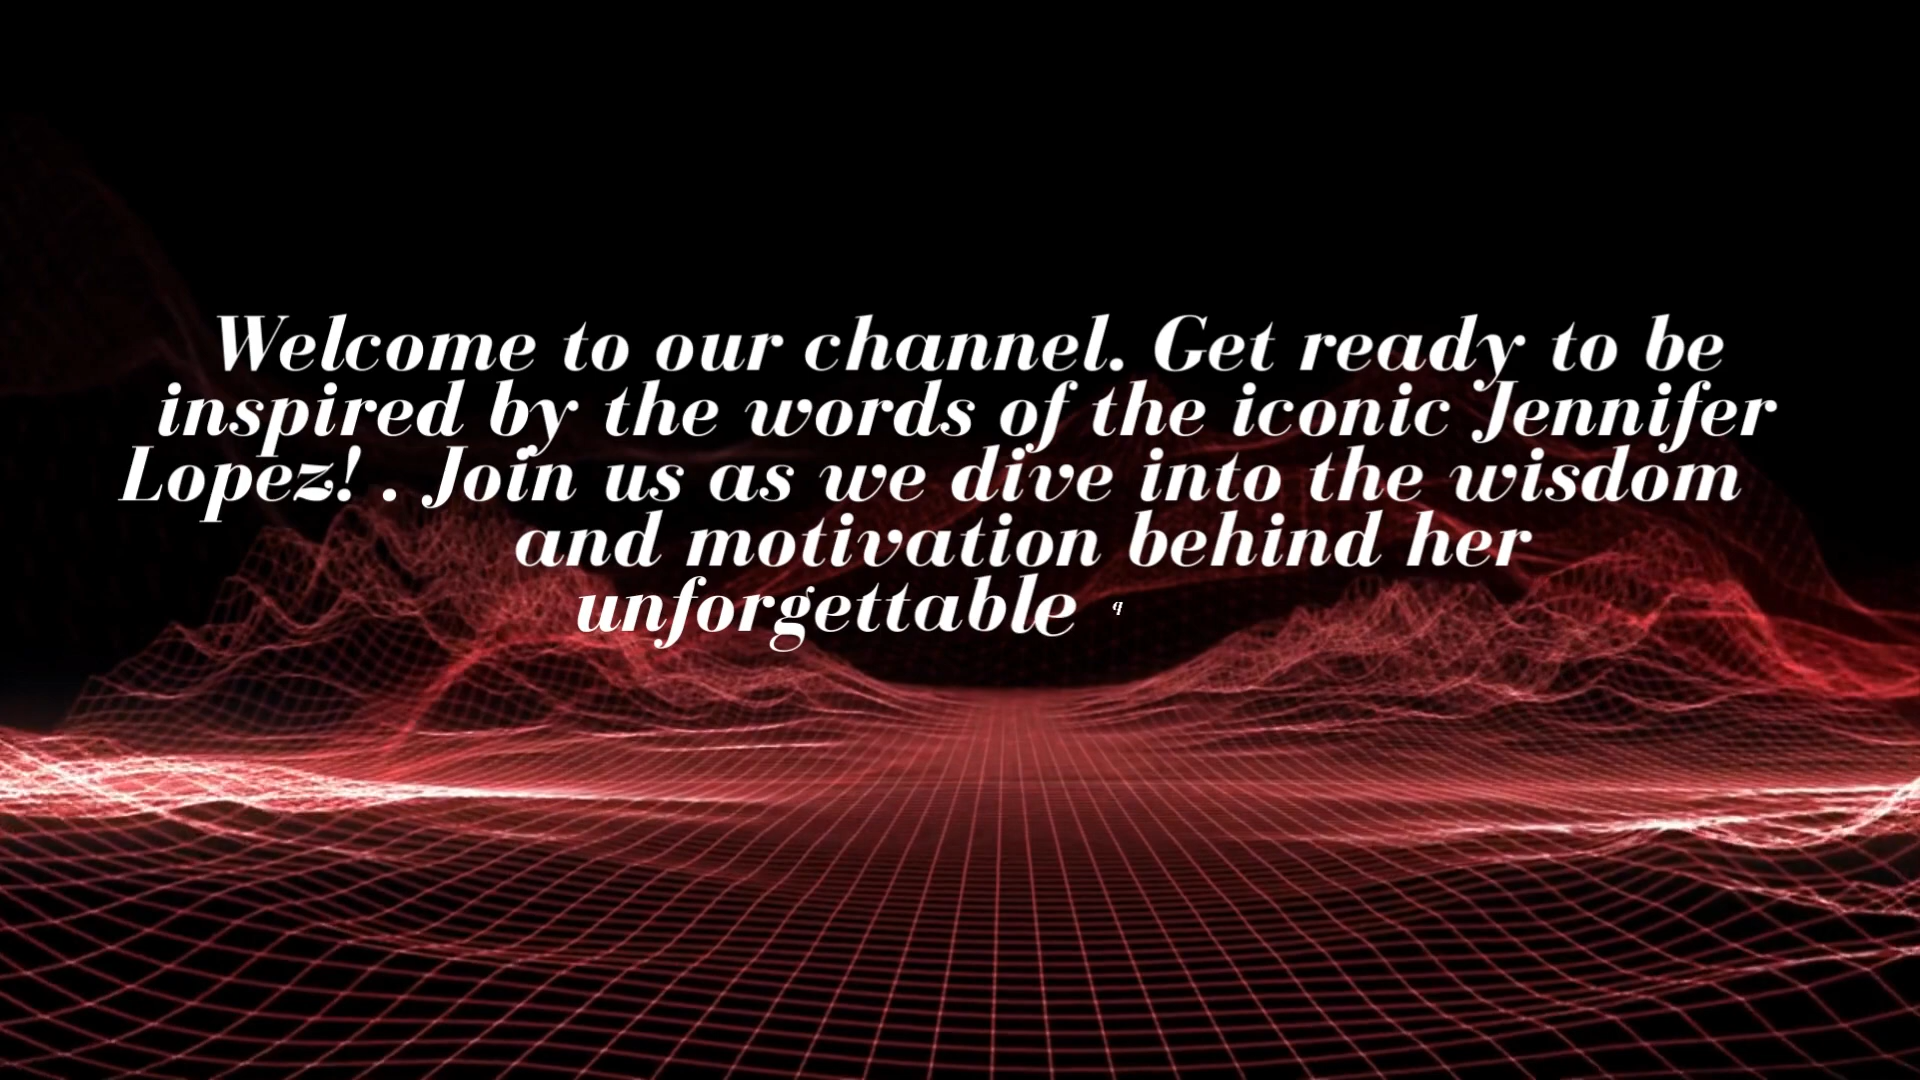 Welcome to our channel. Get ready to be
inspired by the words of the iconic Jennifer
Lopez! . Join us as we dive into the wisdom
and motivation behind her
unforgettable q